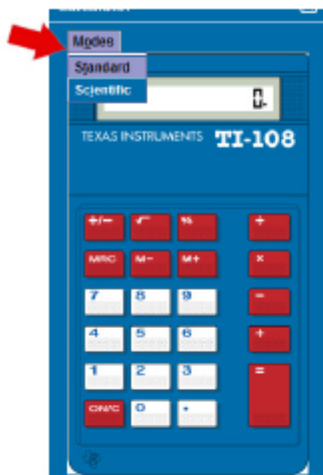 Modes
Standard
Scientific
0.
TEXAS INSTRUMENTS TI-108
+/− √ % ÷
MRC M− M+ ×
7 8 9 −
4 5 6 +
1 2 3 =
ON/C 0 .